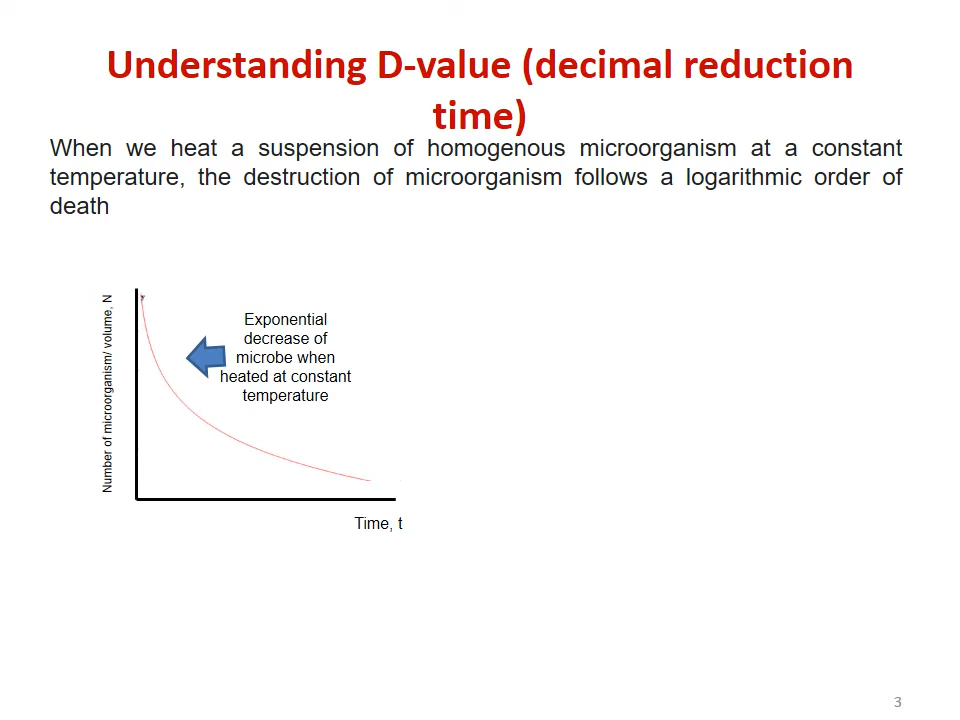 Understanding D-value (decimal reduction
time)
When we heat a suspension of homogenous microorganism at a constant
temperature, the destruction of microorganism follows a logarithmic order of
death
Number of microorganism/ volume, N
Exponential
decrease of
microbe when
heated at constant
temperature
Time, t
3